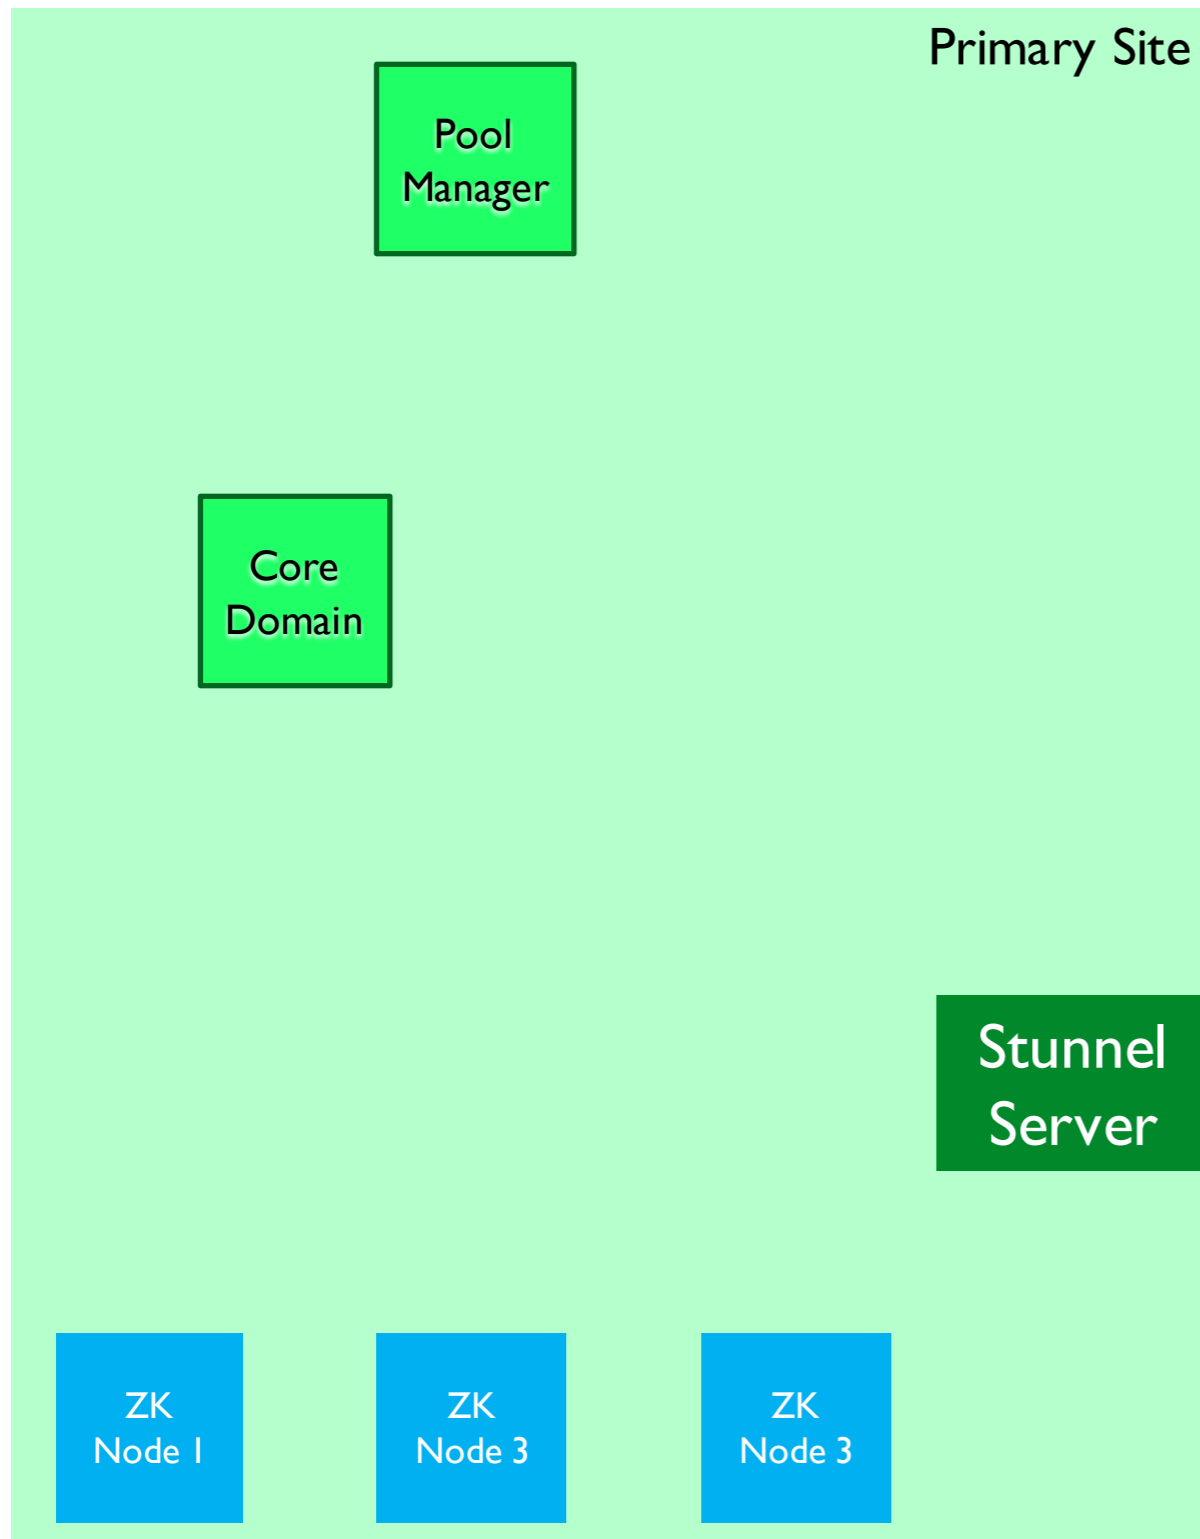 Primary Site
Pool
Manager
Core
Domain
Stunnel
Server
ZK
Node 1
ZK
Node 3
ZK
Node 3